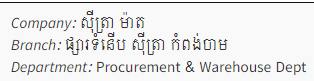 Company: ស៊ីត្រា ម៉ាត
Branch: ផ្សារទំនើប ស៊ីត្រា កំពង់ចាម
Department: Procurement & Warehouse Dept